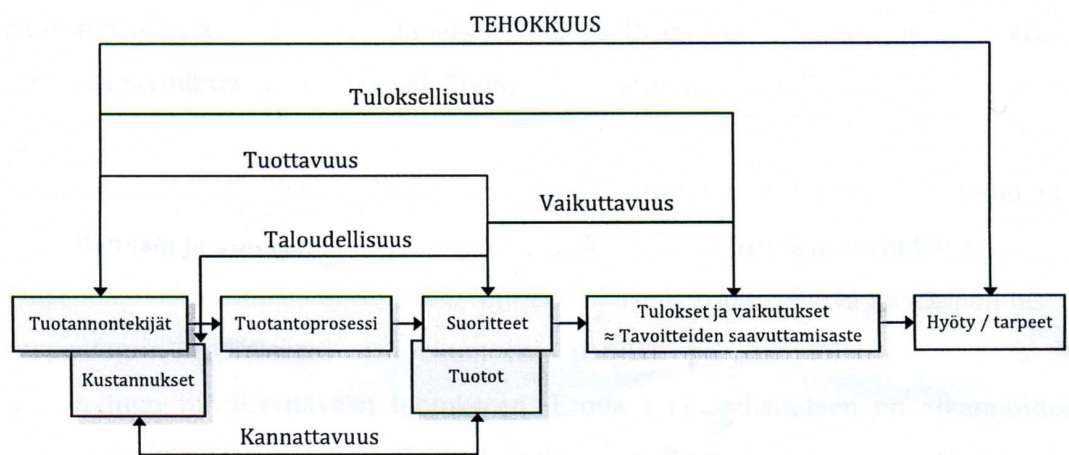 TEHOKKUUS
Tuloksellisuus
Tuottavuus
Vaikuttavuus
Taloudellisuus
Tuotannontekijät
Tuotantoprosessi
Suoritteet
Tulokset ja vaikutukset
≈ Tavoitteiden saavuttamisaste
Hyöty / tarpeet
Kustannukset
Tuotot
Kannattavuus